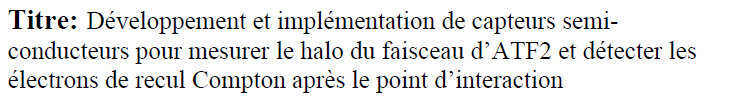 Titre: Développement et implémentation de capteurs semi-
conducteurs pour mesurer le halo du faisceau d’ATF2 et détecter les
électrons de recul Compton après le point d’interaction